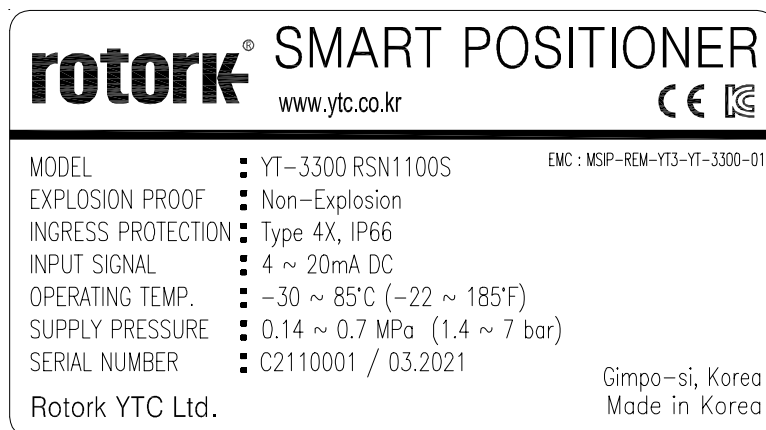 rotork® SMART POSITIONER
www.ytc.co.kr
CE KC
MODEL : YT-3300 RSN1100S
EMC : MSIP-REM-YT3-YT-3300-01
EXPLOSION PROOF : Non-Explosion
INGRESS PROTECTION : Type 4X, IP66
INPUT SIGNAL : 4 ~ 20mA DC
OPERATING TEMP. : -30 ~ 85°C (-22 ~ 185°F)
SUPPLY PRESSURE : 0.14 ~ 0.7 MPa (1.4 ~ 7 bar)
SERIAL NUMBER : C2110001 / 03.2021
Rotork YTC Ltd.
Gimpo-si, Korea
Made in Korea